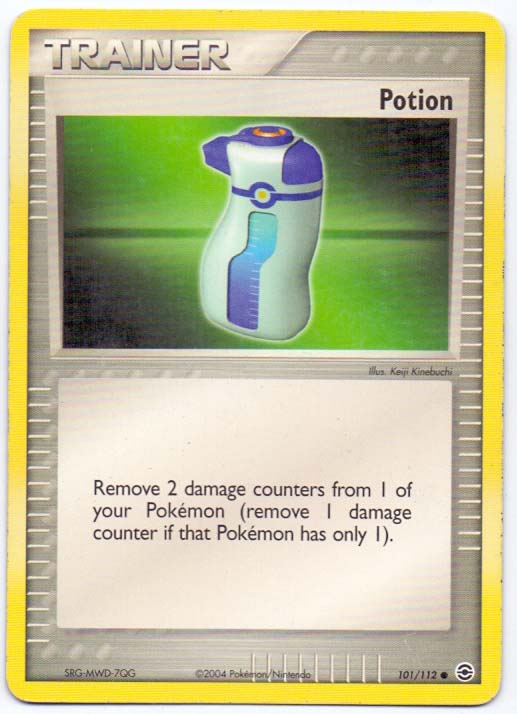 TRAINER
Potion
Illus. Keiji Kinebuchi
Remove 2 damage counters from 1 of
your Pokémon (remove 1 damage
counter if that Pokémon has only 1).
SRG-MWD-7QG
©2004 Pokémon/Nintendo
101/112 ●